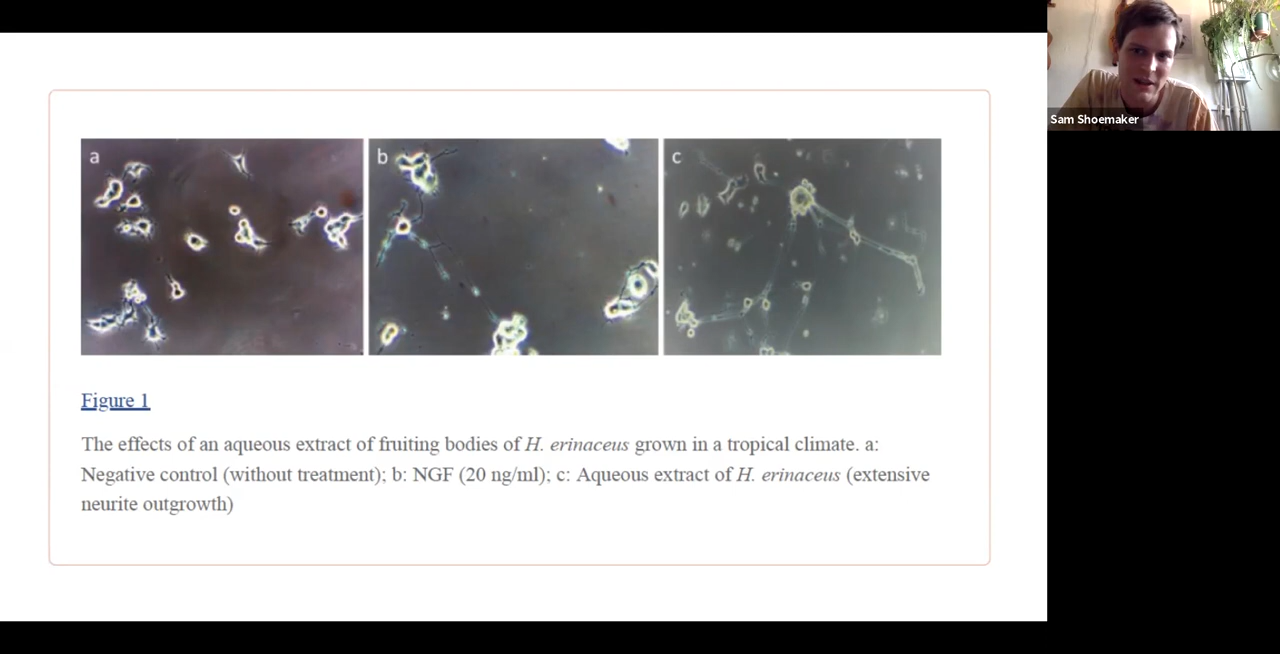 a
b
c
Sam Shoemaker
Figure 1
The effects of an aqueous extract of fruiting bodies of H. erinaceus grown in a tropical climate. a:
Negative control (without treatment); b: NGF (20 ng/ml); c: Aqueous extract of H. erinaceus (extensive
neurite outgrowth)